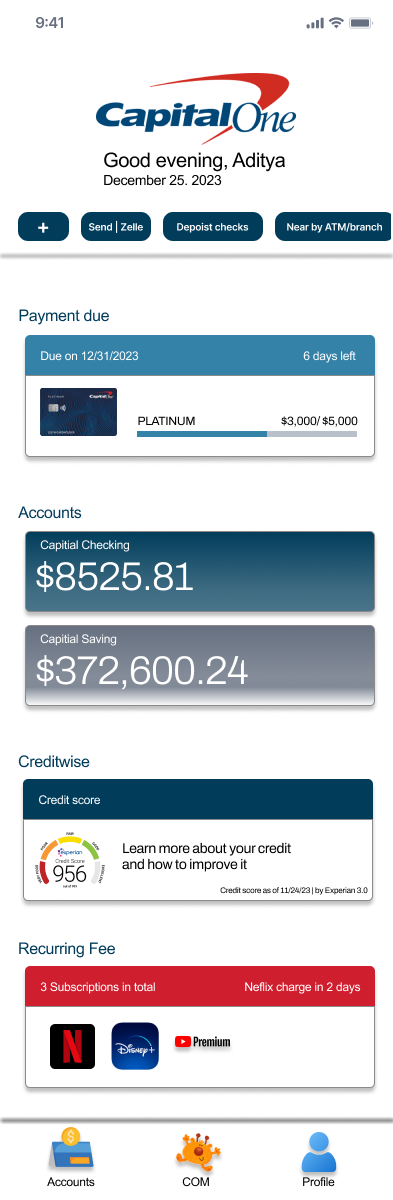 9:41
Capital One
Good evening, Aditya
December 25. 2023
+
Send | Zelle
Depoist checks
Near by ATM/branch
Payment due
Due on 12/31/2023
6 days left
PLATINUM
Capital One
PLATINUM
$3,000/ $5,000
Accounts
Capitial Checking
$8525.81
Capitial Saving
$372,600.24
Creditwise
Credit score
FAIR
Experian
Credit Score
956
Learn more about your credit
and how to improve it
Credit score as of 11/24/23 | by Experian 3.0
Recurring Fee
3 Subscriptions in total
Neflix charge in 2 days
N
Disney+
Premium
$
Accounts
COM
Profile